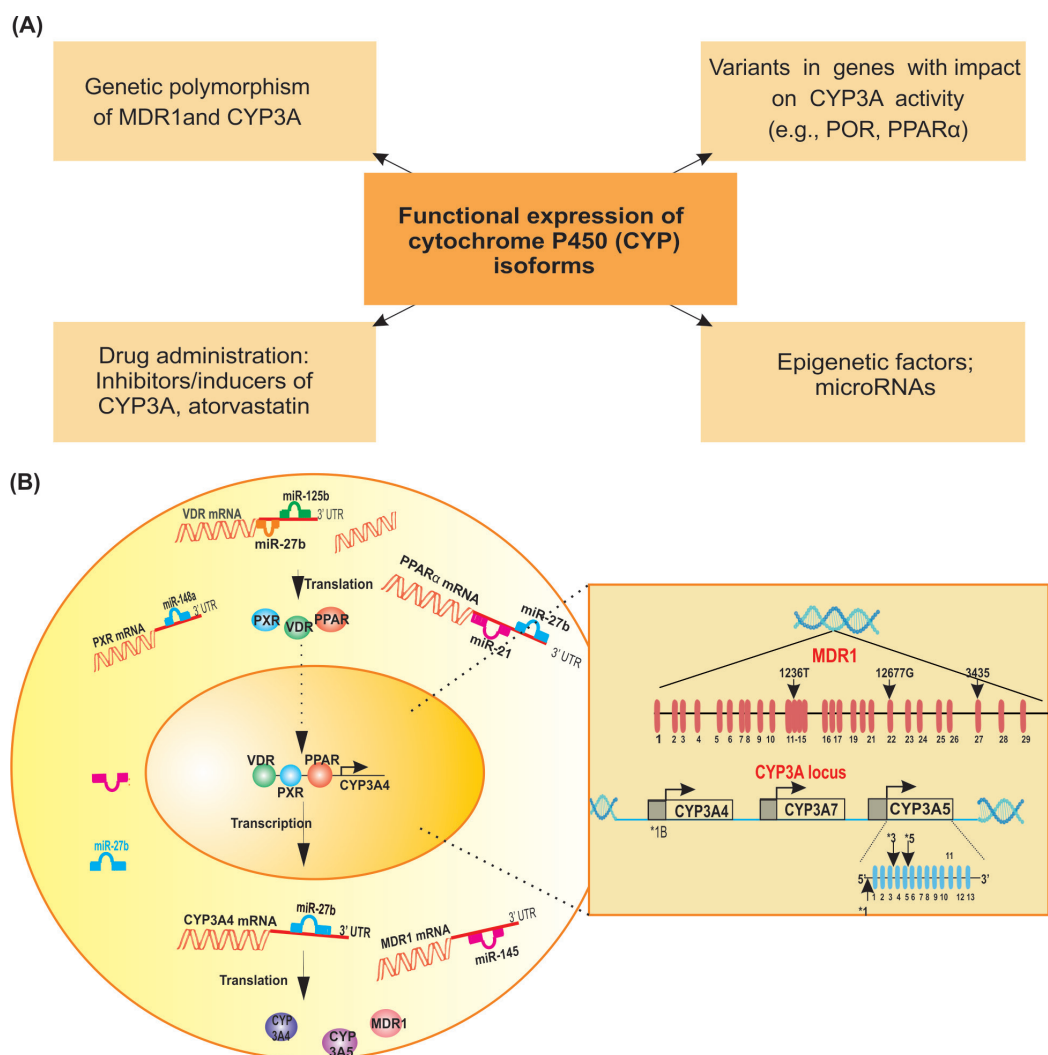 (A)
Genetic polymorphism
of MDR1and CYP3A
Variants in genes with impact
on CYP3A activity
(e.g., POR, PPARα)
Functional expression of
cytochrome P450 (CYP)
isoforms
Drug administration:
Inhibitors/inducers of
CYP3A, atorvastatin
Epigenetic factors;
microRNAs
(B)
miR-125b
VDR mRNA
3' UTR
miR-27b
Translation
PXR
VDR
PPAR
miR-148a
3' UTR
PXR mRNA
PPARα mRNA
miR-27b
miR-21
3' UTR
VDR
PXR
PPAR
CYP3A4
Transcription
miR-27b
CYP3A4 mRNA
miR-27b
3' UTR
MDR1 mRNA
3' UTR
miR-145
Translation
CYP
3A4
CYP
3A5
MDR1
MDR1
1236T
12677G
3435
1 2 3 4 5 6 7 8 9 10 11-15 16 17 19 21 22 23 24 25 26 27 28 29
CYP3A locus
CYP3A4
CYP3A7
CYP3A5
*1B
*3
*5
11
5'
3'
1 2 3 4 5 6 7 8 9 10 12 13
*1